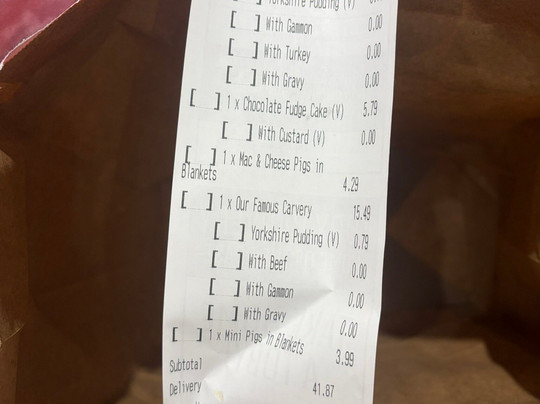 [ ] Yorkshire Pudding (V)
[ ] With Gammon 0.00
[ ] With Turkey 0.00
[ ] With Gravy 0.00
[ ] 1 x Chocolate Fudge Cake (V) 5.79
[ ] With Custard (V) 0.00
[ ] 1 x Mac & Cheese Pigs in
Blankets 4.29
[ ] 1 x Our Famous Carvery 15.49
[ ] Yorkshire Pudding (V) 0.79
[ ] With Beef 0.00
[ ] With Gammon 0.00
[ ] With Gravy 0.00
[ ] 1 x Mini Pigs in Blankets 3.99
Subtotal 41.87
Delivery